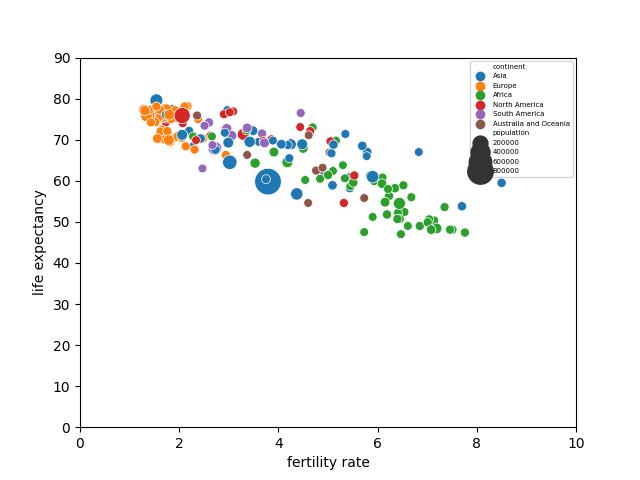 90
80
70
60
50
40
30
20
10
0
life expectancy
0 2 4 6 8 10
fertility rate
continent
Asia
Europe
Africa
North America
South America
Australia and Oceania
population
200000
400000
600000
800000